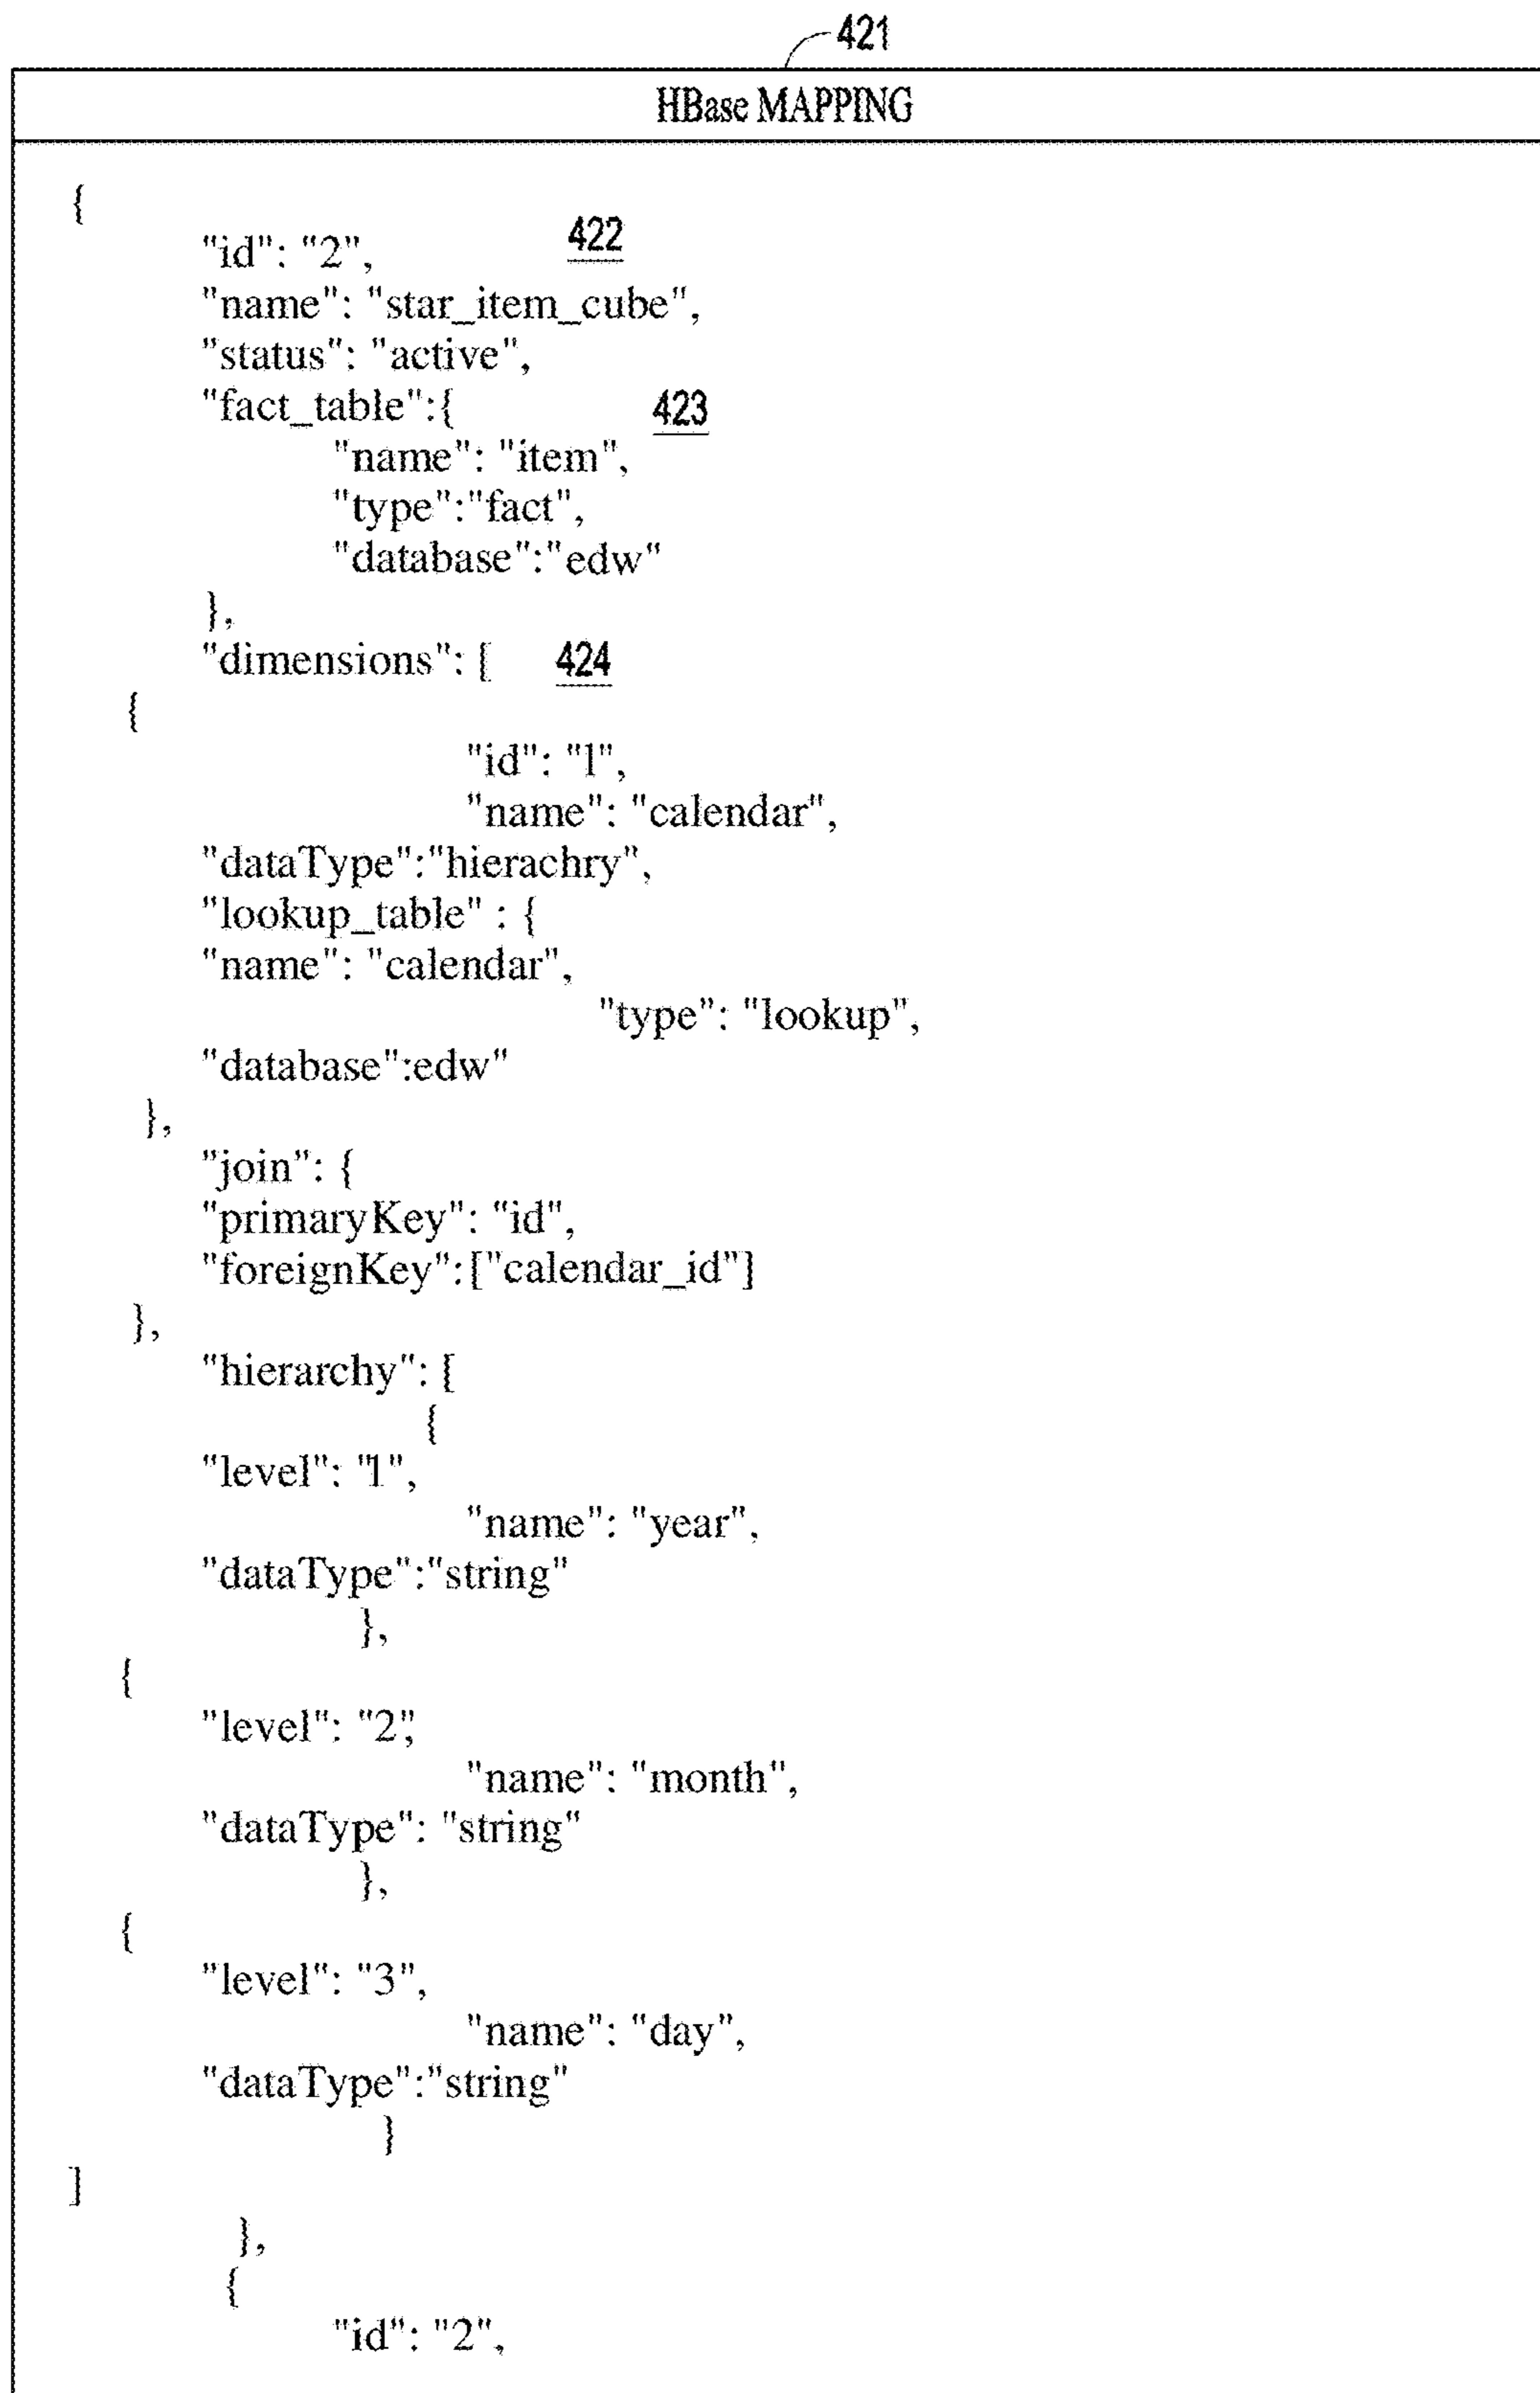 421
HBase MAPPING
{
"id": "2", 422
"name": "star_item_cube",
"status": "active",
"fact_table":{ 423
"name": "item",
"type":"fact",
"database":"edw"
},
"dimensions": [ 424
{
"id": "1",
"name": "calendar",
"dataType":"hierachry",
"lookup_table" : {
"name": "calendar",
"type": "lookup",
"database":edw"
},
"join": {
"primaryKey": "id",
"foreignKey":["calendar_id"]
},
"hierarchy": [
{
"level": "1",
"name": "year",
"dataType":"string"
},
{
"level": "2",
"name": "month",
"dataType": "string"
},
{
"level": "3",
"name": "day",
"dataType":"string"
}
]
},
{
"id": "2",